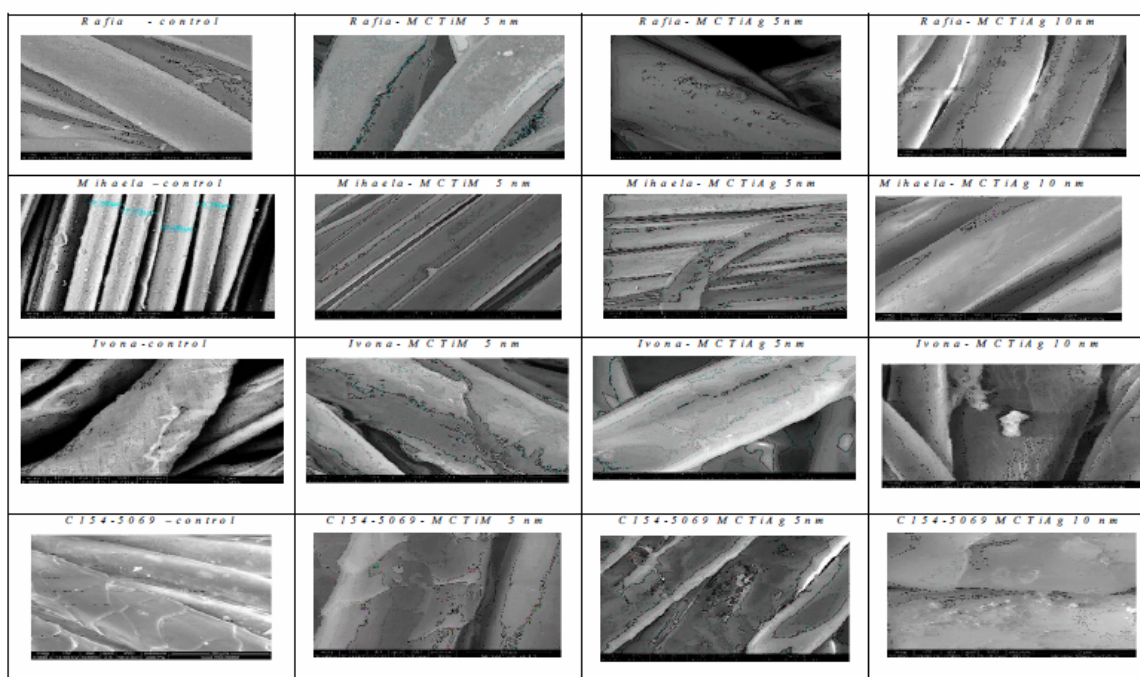 Rafia - control
Rafia- MCTiM 5 nm
Rafia- MCTiAg 5nm
Rafia- MCTiAg 10nm
Mihaela -control
Mihaela-MCTiM 5 nm
Mihaela-MCTiAg 5nm
Mihaela-MCTiAg 10 nm
Ivona-control
Ivona- MCTiM 5 nm
Ivona-MCTiAg 5nm
Ivona-MCTiAg 10 nm
C154-5069 –control
C154-5069- MCTiM 5 nm
C154-5069 MCTiAg 5nm
C154-5069 MCTiAg 10 nm